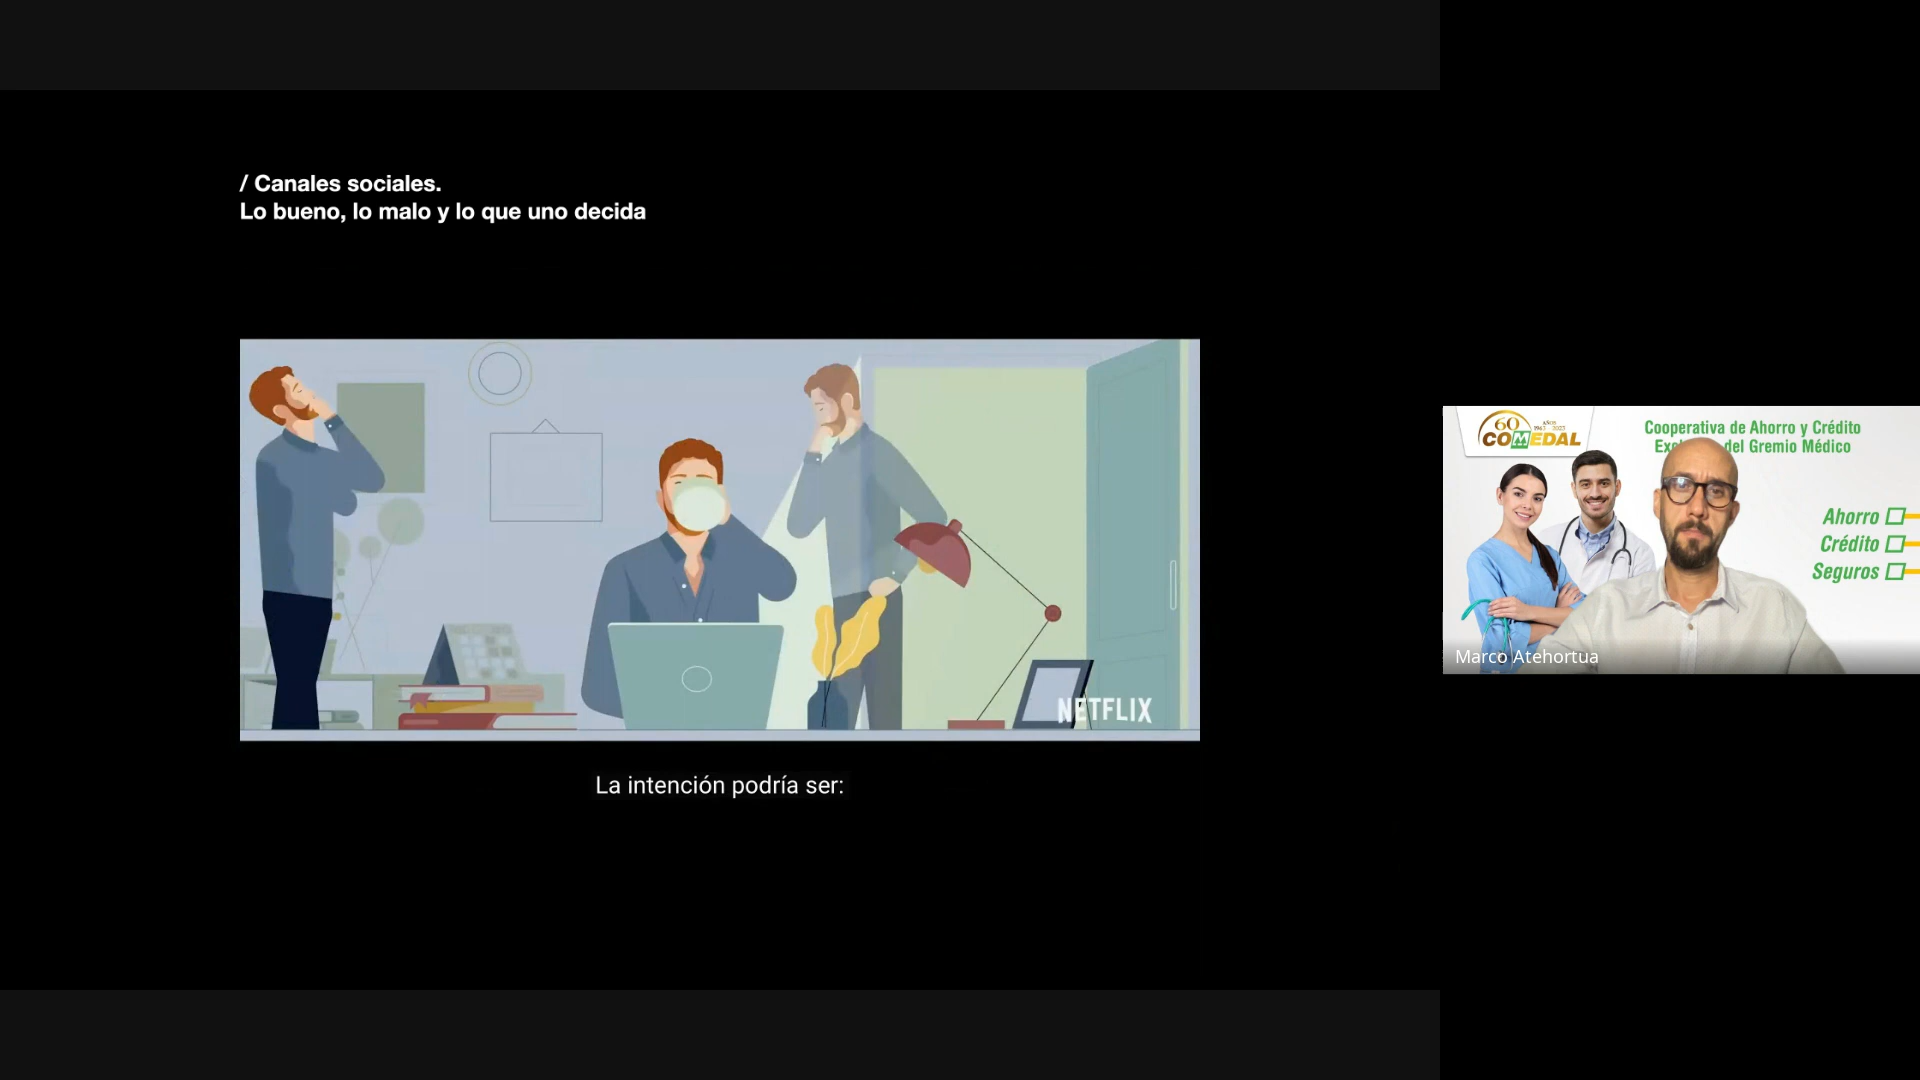 / Canales sociales.
Lo bueno, lo malo y lo que uno decida
NETFLIX
La intención podría ser:
60 AÑOS
COMEDAL
Cooperativa de Ahorro y Crédito
del Gremio Médico
Ahorro
Crédito
Seguros
Marco Atehortua